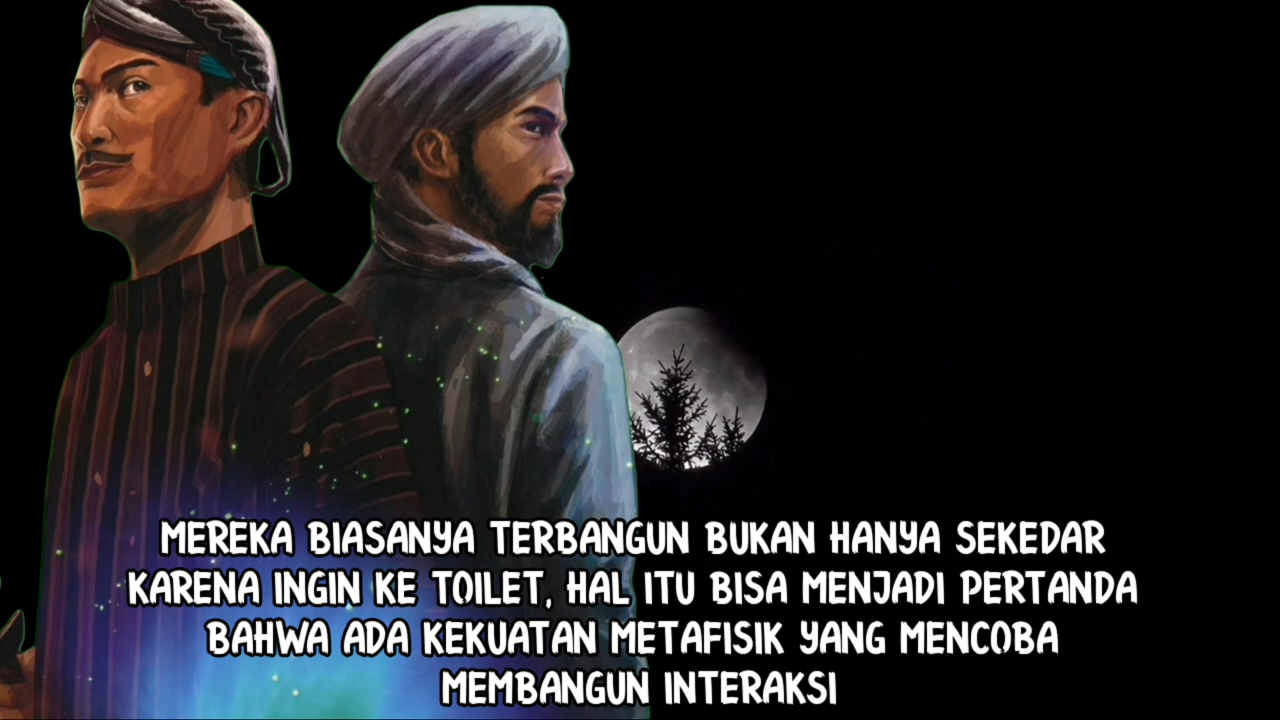 MEREKA BIASANYA TERBANGUN BUKAN HANYA SEKEDAR
KARENA INGIN KE TOILET, HAL ITU BISA MENJADI PERTANDA
BAHWA ADA KEKUATAN METAFISIK YANG MENCOBA
MEMBANGUN INTERAKSI